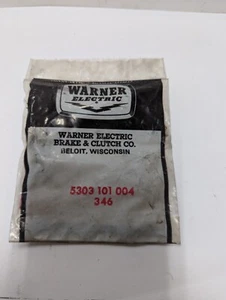 WARNER
ELECTRIC
WARNER ELECTRIC
BRAKE & CLUTCH CO.
BELOIT, WISCONSIN
5303 101 004
346